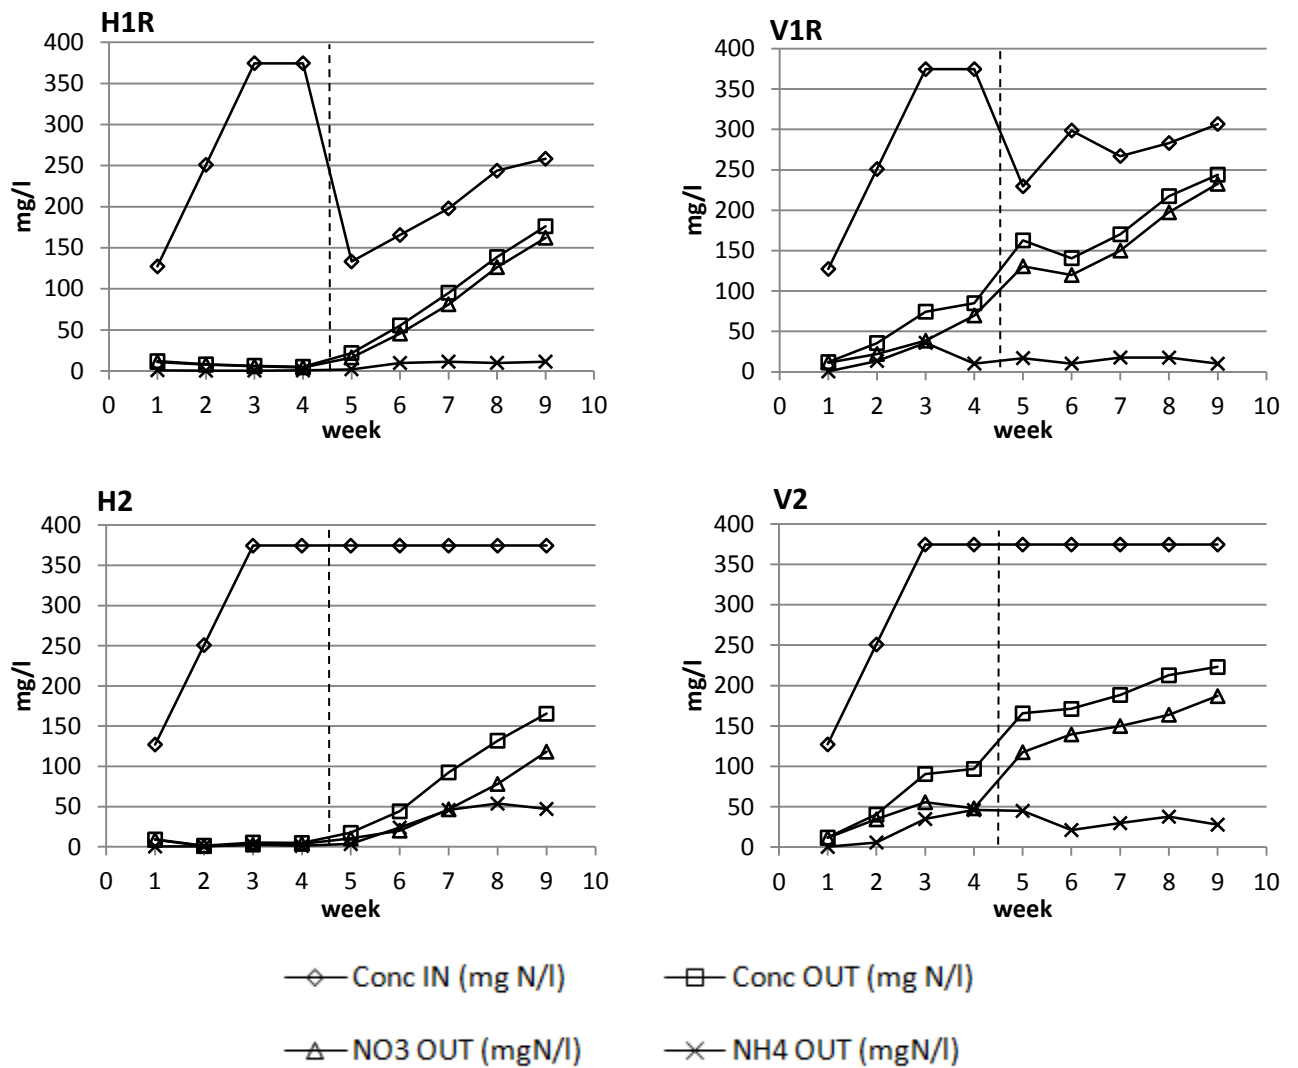 H1R
400
350
300
250
200
150
100
50
0
mg/l
0 1 2 3 4 5 6 7 8 9 10
week
V1R
400
350
300
250
200
150
100
50
0
mg/l
0 1 2 3 4 5 6 7 8 9 10
week
H2
400
350
300
250
200
150
100
50
0
mg/l
0 1 2 3 4 5 6 7 8 9 10
week
V2
400
350
300
250
200
150
100
50
0
mg/l
0 1 2 3 4 5 6 7 8 9 10
week
Conc IN (mg N/l)
Conc OUT (mg N/l)
NO3 OUT (mgN/l)
NH4 OUT (mgN/l)